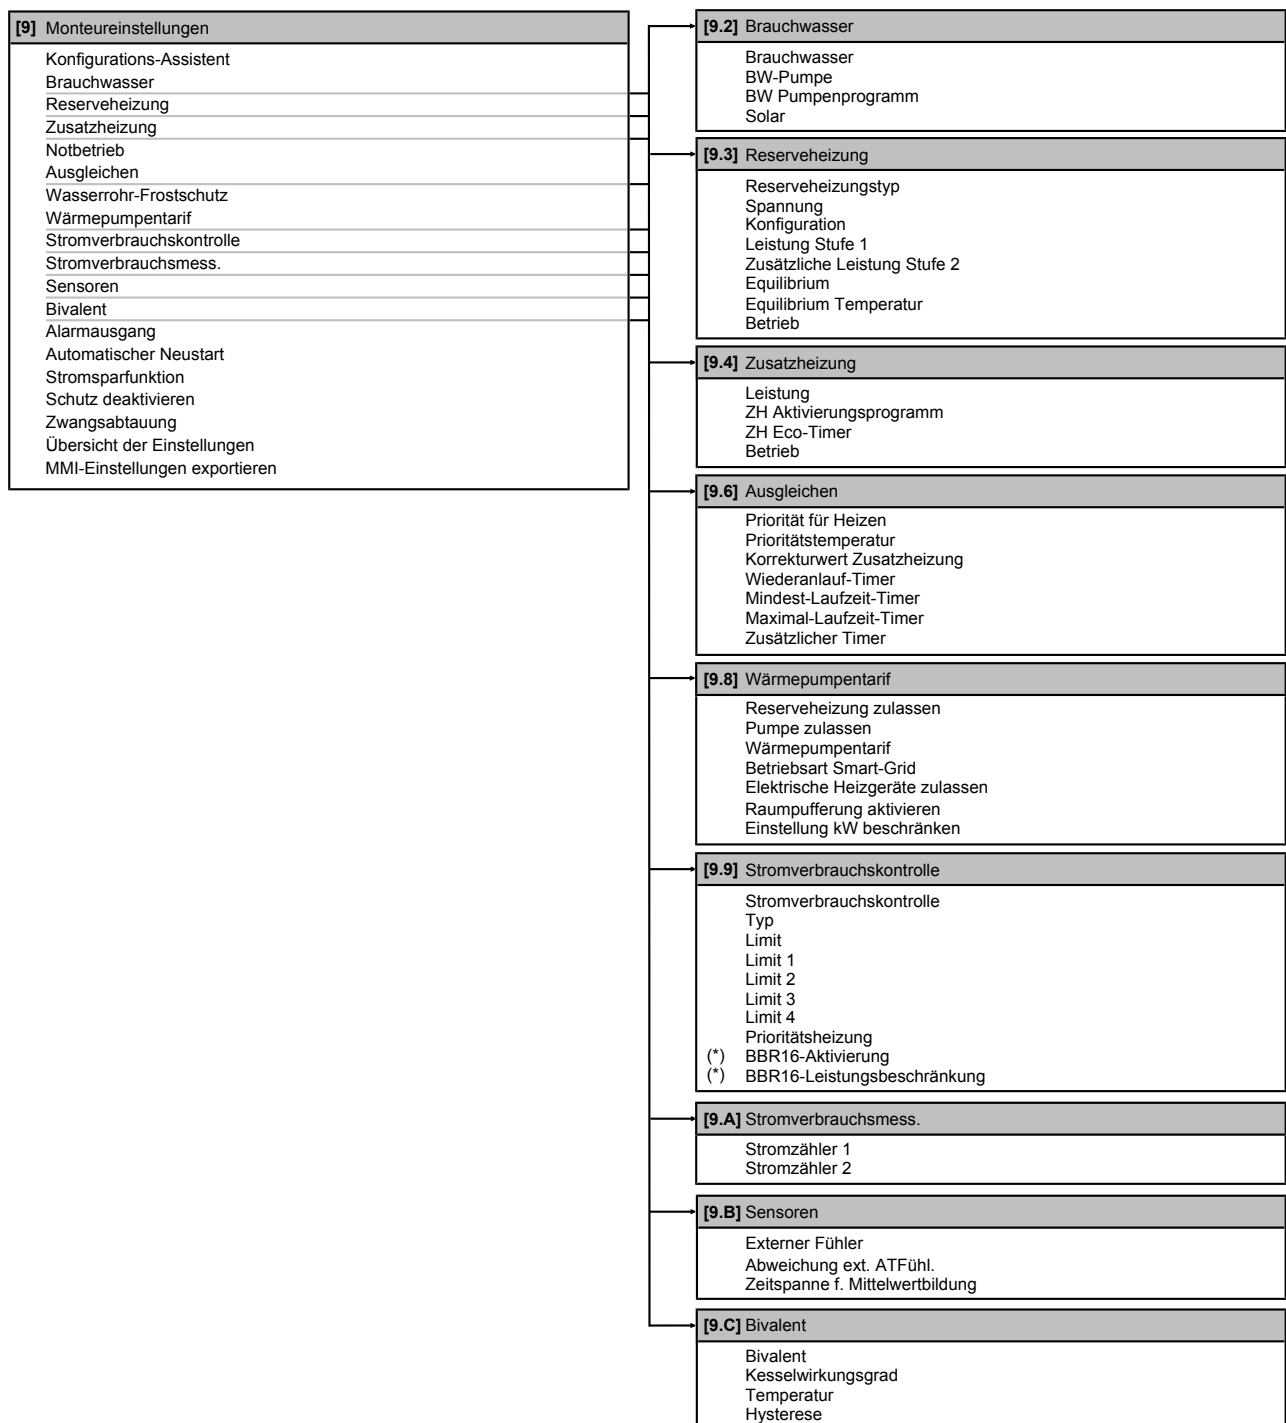 [9] Monteureinstellungen
Konfigurations-Assistent
Brauchwasser
Reserveheizung
Zusatzheizung
Notbetrieb
Ausgleichen
Wasserrohr-Frostschutz
Wärmepumpentarif
Stromverbrauchskontrolle
Stromverbrauchsmess.
Sensoren
Bivalent
Alarmausgang
Automatischer Neustart
Stromsparfunktion
Schutz deaktivieren
Zwangsabtauung
Übersicht der Einstellungen
MMI-Einstellungen exportieren
[9.2] Brauchwasser
Brauchwasser
BW-Pumpe
BW Pumpenprogramm
Solar
[9.3] Reserveheizung
Reserveheizungstyp
Spannung
Konfiguration
Leistung Stufe 1
Zusätzliche Leistung Stufe 2
Equilibrium
Equilibrium Temperatur
Betrieb
[9.4] Zusatzheizung
Leistung
ZH Aktivierungsprogramm
ZH Eco-Timer
Betrieb
[9.6] Ausgleichen
Priorität für Heizen
Prioritätstemperatur
Korrekturwert Zusatzheizung
Wiederanlauf-Timer
Mindest-Laufzeit-Timer
Maximal-Laufzeit-Timer
Zusätzlicher Timer
[9.8] Wärmepumpentarif
Reserveheizung zulassen
Pumpe zulassen
Wärmepumpentarif
Betriebsart Smart-Grid
Elektrische Heizgeräte zulassen
Raumpufferung aktivieren
Einstellung kW beschränken
[9.9] Stromverbrauchskontrolle
Stromverbrauchskontrolle
Typ
Limit
Limit 1
Limit 2
Limit 3
Limit 4
Prioritätsheizung
(*) BBR16-Aktivierung
(*) BBR16-Leistungsbeschränkung
[9.A] Stromverbrauchsmess.
Stromzähler 1
Stromzähler 2
[9.B] Sensoren
Externer Fühler
Abweichung ext. ATFühl.
Zeitspanne f. Mittelwertbildung
[9.C] Bivalent
Bivalent
Kesselwirkungsgrad
Temperatur
Hysterese